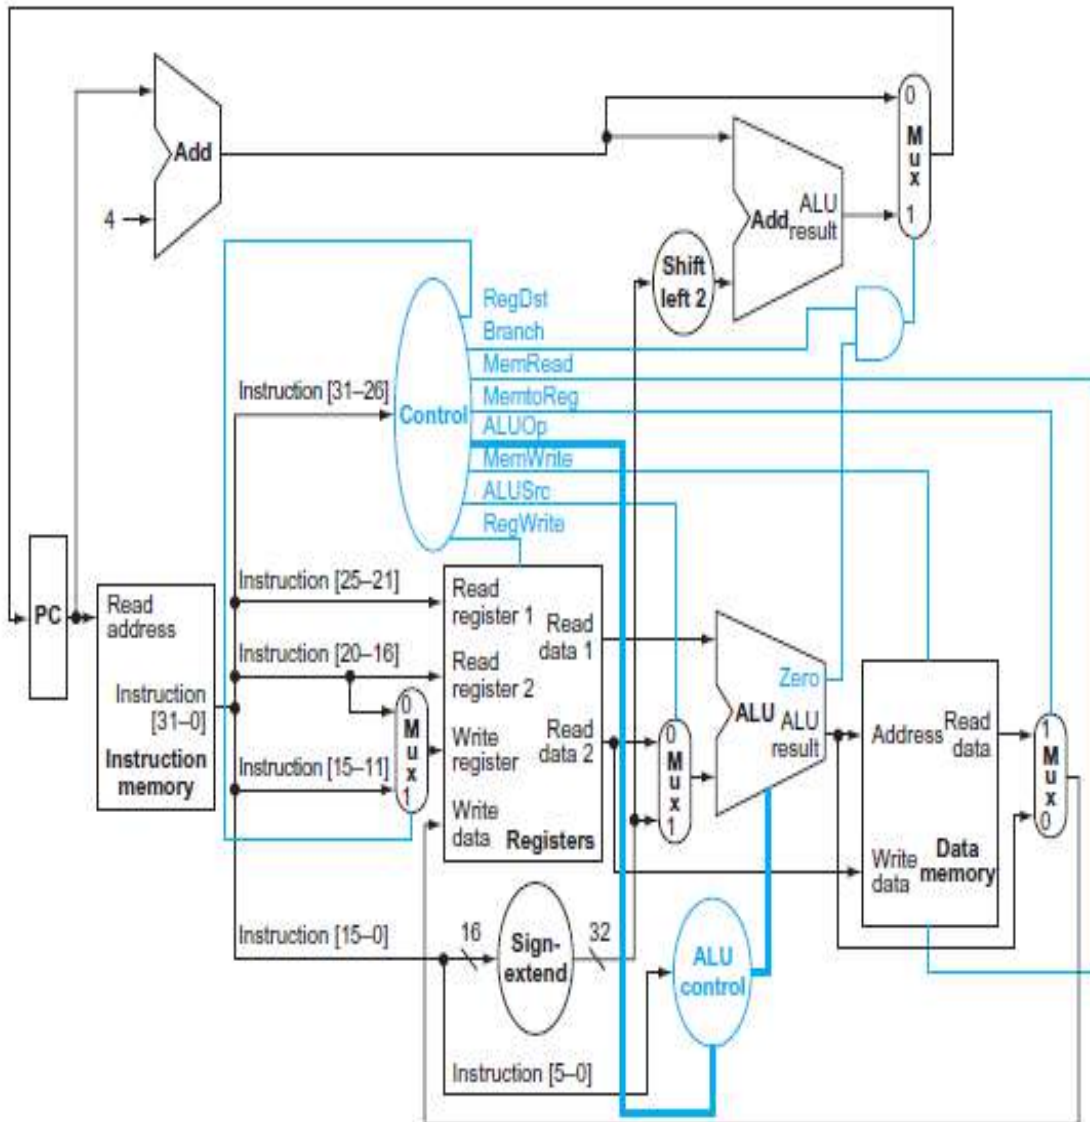 Add
4
0
Mux
1
Add ALU
result
Shift
left 2
RegDst
Branch
MemRead
MemtoReg
ALUOp
MemWrite
ALUSrc
RegWrite
Control
Instruction [31–26]
Instruction [25–21]
Instruction [20–16]
Instruction [15–11]
Instruction [15–0]
Instruction [5–0]
PC
Read
address
Instruction
[31–0]
Instruction
memory
0
Mux
1
Read
register 1
Read
register 2
Write
register
Write
data
Read
data 1
Read
data 2
Registers
0
Mux
1
Zero
ALU
ALU
result
Address
Read
data
Write
data
Data
memory
1
Mux
0
16
Sign-
extend
32
ALU
control